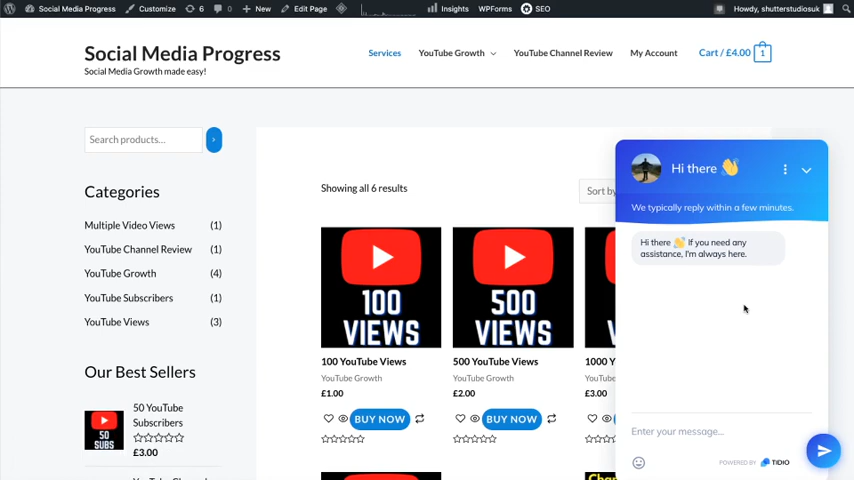 Social Media Progress
Customize
6
0
New
Edit Page
Insights
WPForms
SEO
Howdy, shutterstudiosuk
Social Media Progress
Social Media Growth made easy!
Services
YouTube Growth
YouTube Channel Review
My Account
Cart / £4.00
1
Search products...
Categories
Multiple Video Views (1)
YouTube Channel Review (1)
YouTube Growth (4)
YouTube Subscribers (1)
YouTube Views (3)
Our Best Sellers
50
SUBS
50 YouTube
Subscribers
£3.00
Showing all 6 results
Sort by
100
VIEWS
100 YouTube Views
YouTube Growth
£1.00
BUY NOW
500
VIEWS
500 YouTube Views
YouTube Growth
£2.00
BUY NOW
1000
£3.00
Hi there
We typically reply within a few minutes.
Hi there If you need any
assistance, I'm always here.
Enter your message...
POWERED BY TIDIO